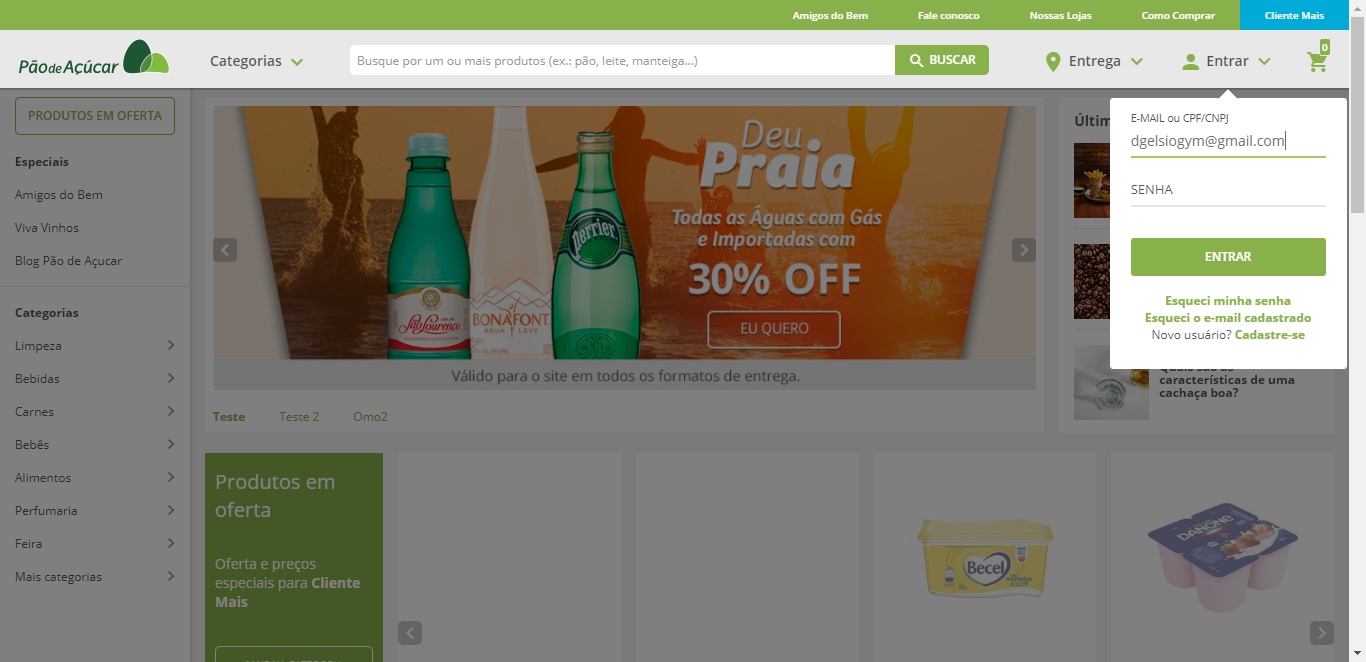 Amigos do Bem
Fale conosco
Nossas Lojas
Como Comprar
Cliente Mais
Pão de Açúcar
Categorias
Busque por um ou mais produtos (ex.: pão, leite, manteiga...)
BUSCAR
Entrega
Entrar
0
PRODUTOS EM OFERTA
Especiais
Amigos do Bem
Viva Vinhos
Blog Pão de Açucar
Categorias
Limpeza
Bebidas
Carnes
Bebês
Alimentos
Perfumaria
Feira
Mais categorias
Deu
Praia
Todas as Águas com Gás
e Importadas com
30% OFF
EU QUERO
perrier
São Lourenço
BONAFONT
ÁGUA LEVE
Válido para o site em todos os formatos de entrega.
Teste
Teste 2
Omo2
E-MAIL ou CPF/CNPJ
dgelsiogym@gmail.com
SENHA
ENTRAR
Esqueci minha senha
Esqueci o e-mail cadastrado
Novo usuário? Cadastre-se
Quais são as
características de uma
cachaça boa?
Produtos em
oferta
Oferta e preços
especiais para Cliente
Mais
Becel
manteiga
DANONE